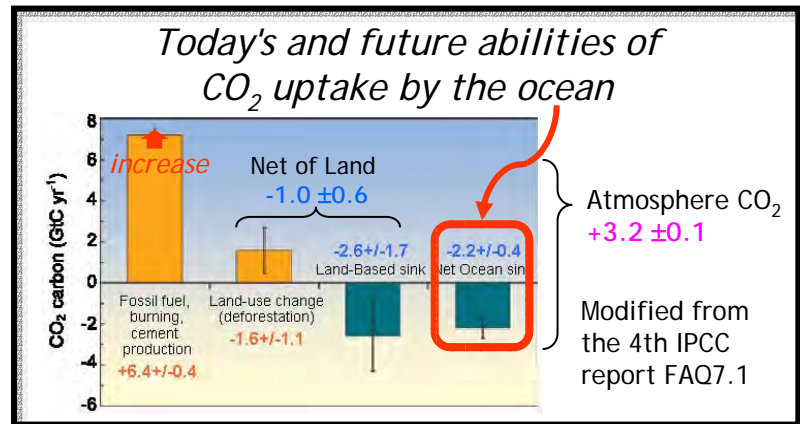 Today's and future abilities of
CO₂ uptake by the ocean
CO₂ carbon (GtC yr⁻¹)
8
6
4
2
0
-2
-4
-6
increase
Net of Land
-1.0 ±0.6
-2.6+/-1.7
Land-Based sink
-2.2+/-0.4
Net Ocean sin
Fossil fuel,
burning,
cement
production
+6.4+/-0.4
Land-use change
(deforestation)
-1.6+/-1.1
Atmosphere CO₂
+3.2 ±0.1
Modified from
the 4th IPCC
report FAQ7.1